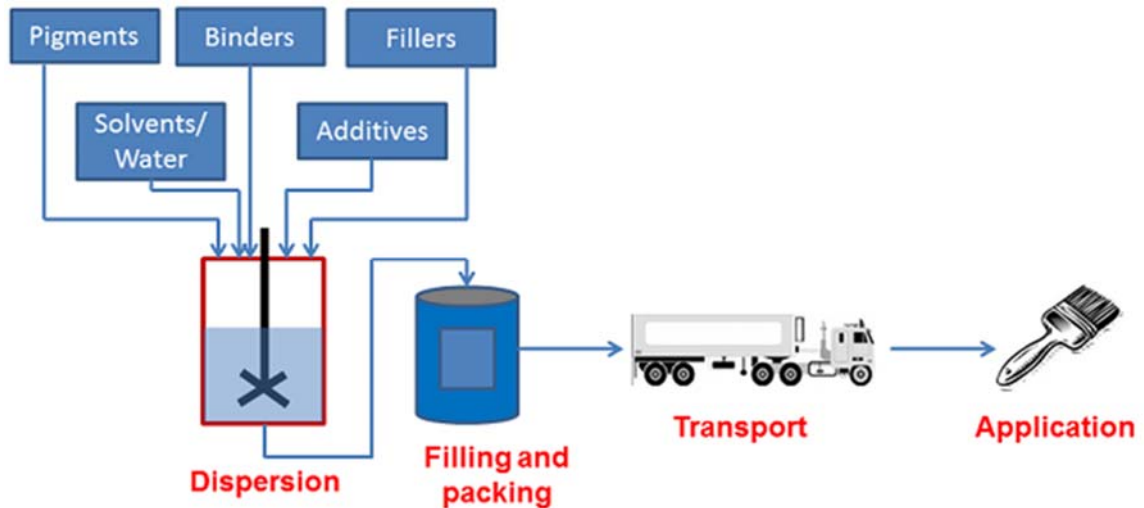 Pigments
Binders
Fillers
Solvents/
Water
Additives
Dispersion
Filling and
packing
Transport
Application